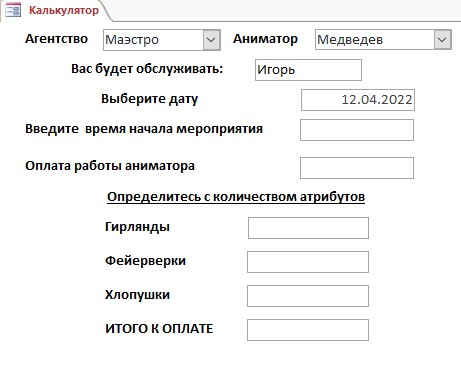 Калькулятор
Агентство Маэстро Аниматор Медведев
Вас будет обслуживать: Игорь
Выберите дату 12.04.2022
Введите время начала мероприятия
Оплата работы аниматора
Определитесь с количеством атрибутов
Гирлянды
Фейерверки
Хлопушки
ИТОГО К ОПЛАТЕ